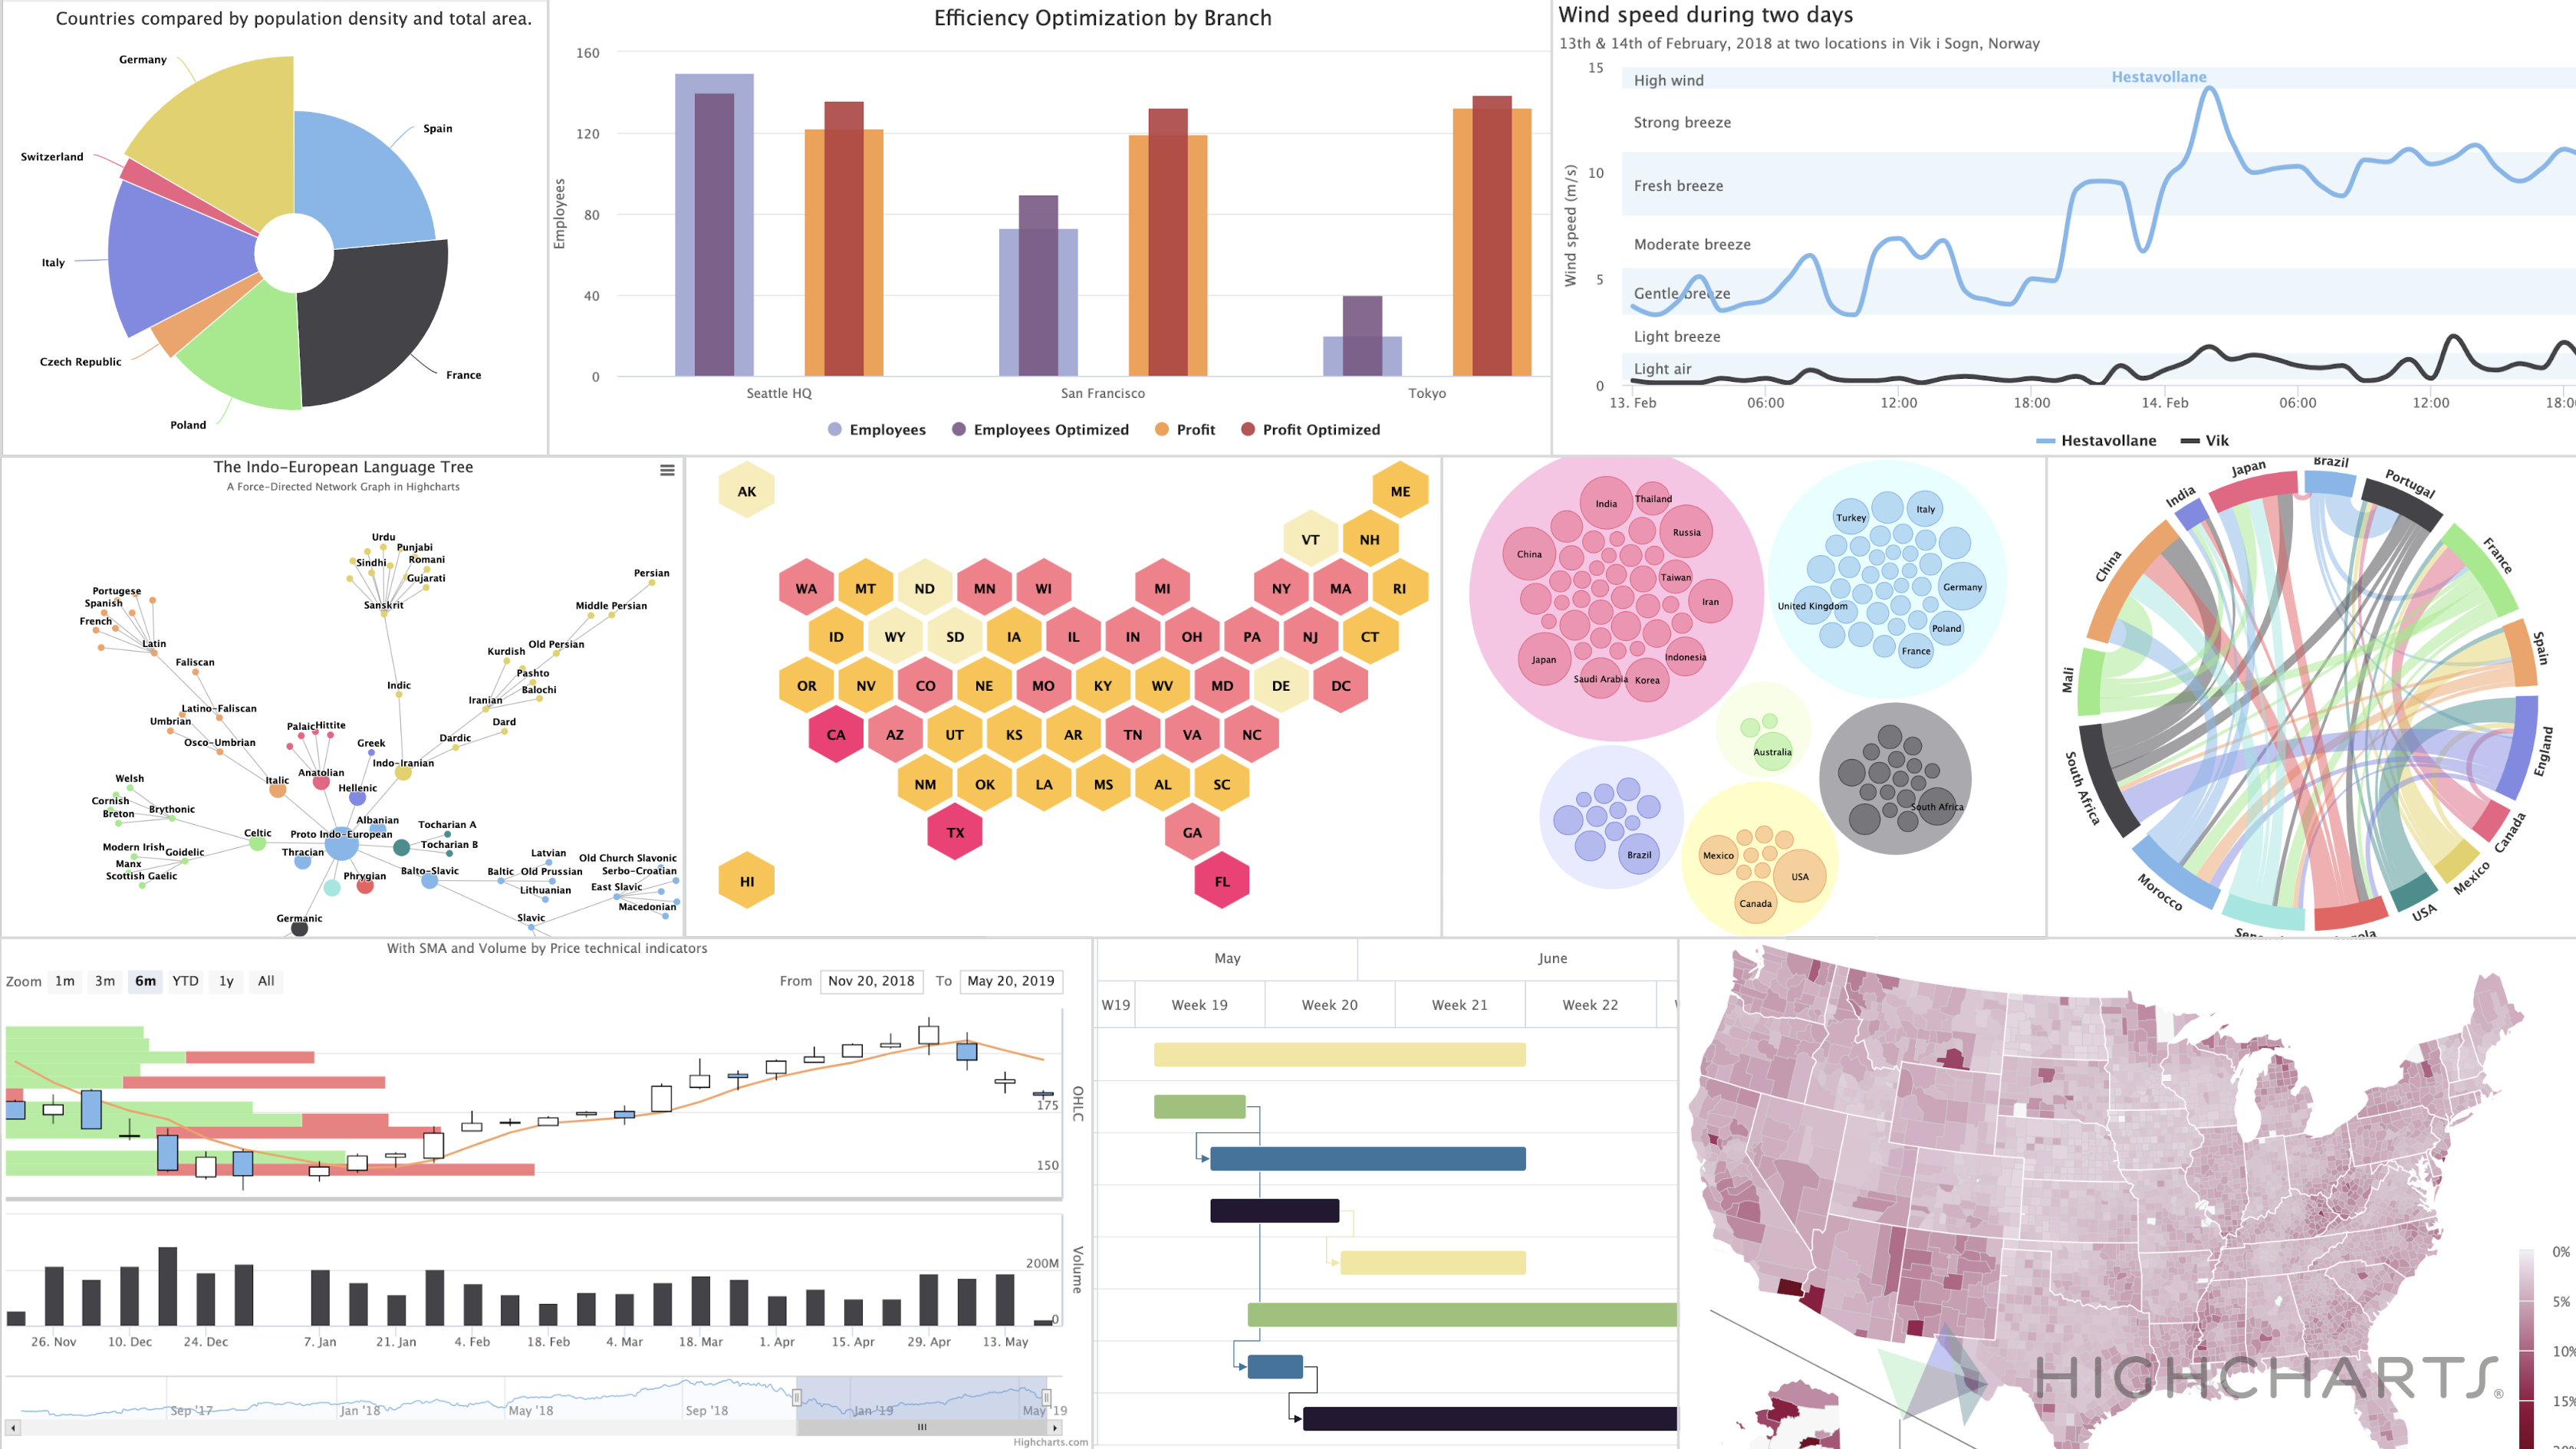 Countries compared by population density and total area.
Germany
Spain
Switzerland
Italy
Czech Republic
France
Poland
Efficiency Optimization by Branch
160
120
80
40
0
Employees
Seattle HQ San Francisco Tokyo
Employees Employees Optimized Profit Profit Optimized
Wind speed during two days
13th & 14th of February, 2018 at two locations in Vik i Sogn, Norway
15
10
5
0
Wind speed (m/s)
High wind
Hestavollane
Strong breeze
Fresh breeze
Moderate breeze
Gentle breeze
Light breeze
Light air
13. Feb 06:00 12:00 18:00 14. Feb 06:00 12:00 18:00
Hestavollane Vik
The Indo-European Language Tree
A Force-Directed Network Graph in Highcharts
Urdu
Punjabi
Sindhi
Romani
Gujarati
Sanskrit
Persian
Middle Persian
Portugese
Spanish
French
Latin
Faliscan
Old Persian
Kurdish
Pashto
Balochi
Iranian
Indic
Latino-Faliscan
Umbrian
Osco-Umbrian
Palaic
Hittite
Dard
Dardic
Greek
Indo-Iranian
Anatolian
Italic
Hellenic
Welsh
Cornish
Breton
Brythonic
Celtic
Albanian
Proto Indo-European
Tocharian A
Tocharian B
Modern Irish
Goidelic
Manx
Scottish Gaelic
Thracian
Phrygian
Balto-Slavic
Latvian
Baltic
Old Prussian
Lithuanian
Old Church Slavonic
Serbo-Croatian
East Slavic
Macedonian
Slavic
Germanic
AK ME
VT NH
WA MT ND MN WI MI NY MA RI
ID WY SD IA IL IN OH PA NJ CT
OR NV CO NE MO KY WV MD DE DC
CA AZ UT KS AR TN VA NC
NM OK LA MS AL SC
TX GA
HI FL
India
Thailand
Russia
China
Taiwan
Iran
Japan
Indonesia
Saudi Arabia
Korea
Turkey
Italy
Germany
United Kingdom
Poland
France
Australia
South Africa
Brazil
Mexico
USA
Canada
Japan
Brazil
Portugal
India
France
China
Spain
Mali
England
South Africa
Canada
Morocco
Mexico
USA
With SMA and Volume by Price technical indicators
Zoom 1m 3m 6m YTD 1y All From Nov 20, 2018 To May 20, 2019
OHLC
175
150
Volume
200M
0
26. Nov 10. Dec 24. Dec 7. Jan 21. Jan 4. Feb 18. Feb 4. Mar 18. Mar 1. Apr 15. Apr 29. Apr 13. May
Sep '17 Jan '18 May '18 Sep '18 Jan '19 May '19
Highcharts.com
May June
W19 Week 19 Week 20 Week 21 Week 22
0%
5%
10%
15%
HIGHCHARTS®